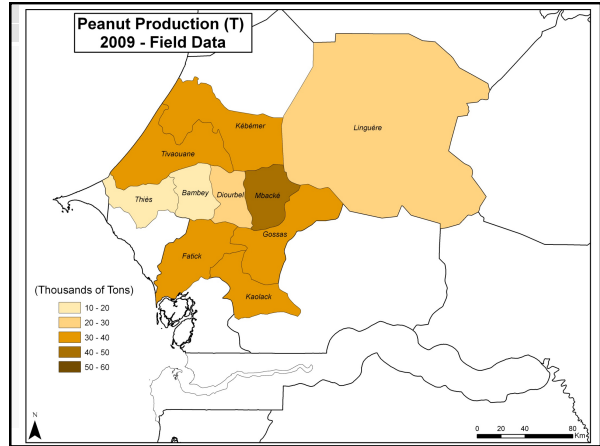 Peanut Production (T)
2009 - Field Data
Kébémer
Linguère
Tivaouane
Thiès
Bambey
Diourbel
Mbacké
Gossas
Fatick
Kaolack
(Thousands of Tons)
10 - 20
20 - 30
30 - 40
40 - 50
50 - 60
N
0 20 40 80
Km